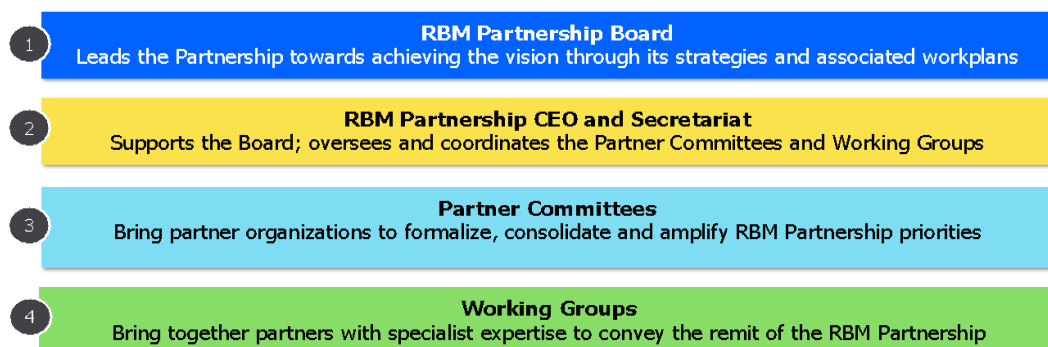 1
RBM Partnership Board
Leads the Partnership towards achieving the vision through its strategies and associated workplans
2
RBM Partnership CEO and Secretariat
Supports the Board; oversees and coordinates the Partner Committees and Working Groups
3
Partner Committees
Bring partner organizations to formalize, consolidate and amplify RBM Partnership priorities
4
Working Groups
Bring together partners with specialist expertise to convey the remit of the RBM Partnership